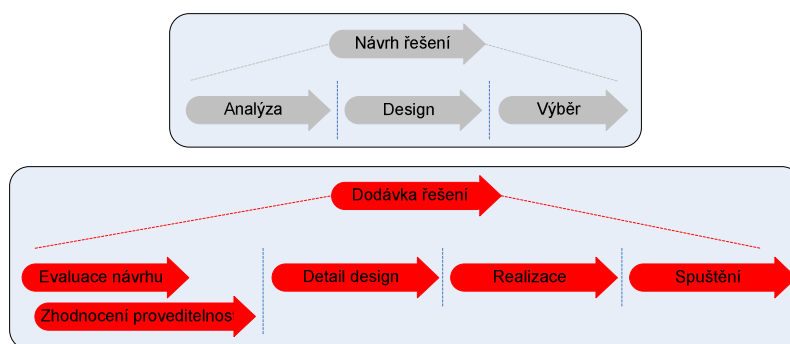 Návrh řešení
Analýza
Design
Výběr
Dodávka řešení
Evaluace návrhu
Detail design
Realizace
Spuštění
Zhodnocení proveditelnos